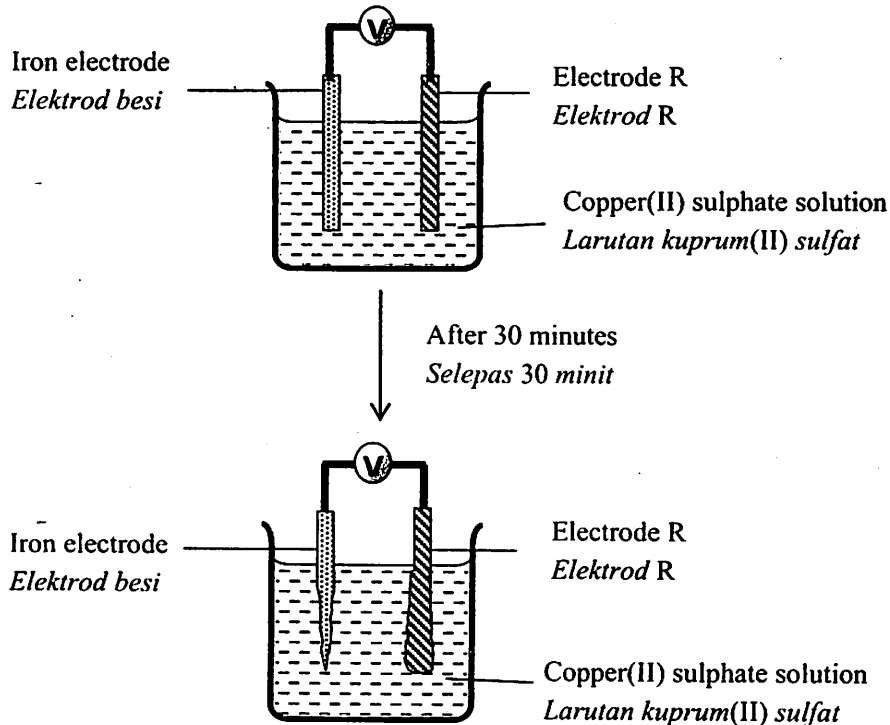 V
Iron electrode
Elektrod besi
Electrode R
Elektrod R
Copper(II) sulphate solution
Larutan kuprum(II) sulfat
After 30 minutes
Selepas 30 minit
V
Iron electrode
Elektrod besi
Electrode R
Elektrod R
Copper(II) sulphate solution
Larutan kuprum(II) sulfat